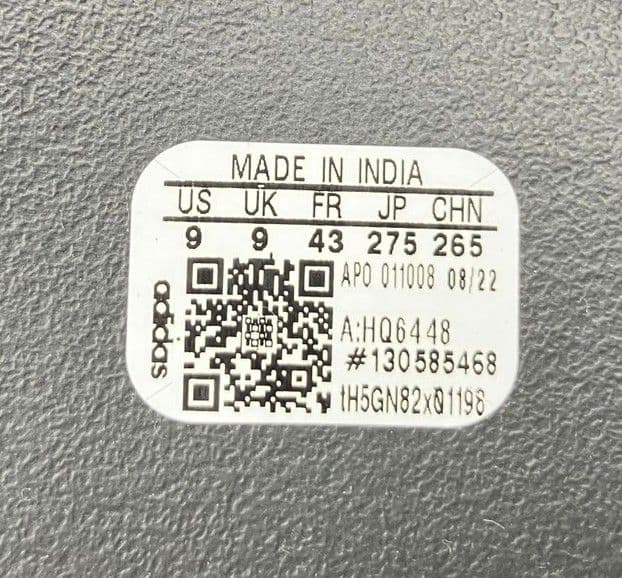 MADE IN INDIA
US UK FR JP CHN
9 9 43 275 265
APO 011008 08/22
A:HQ6448
#130585468
adidas